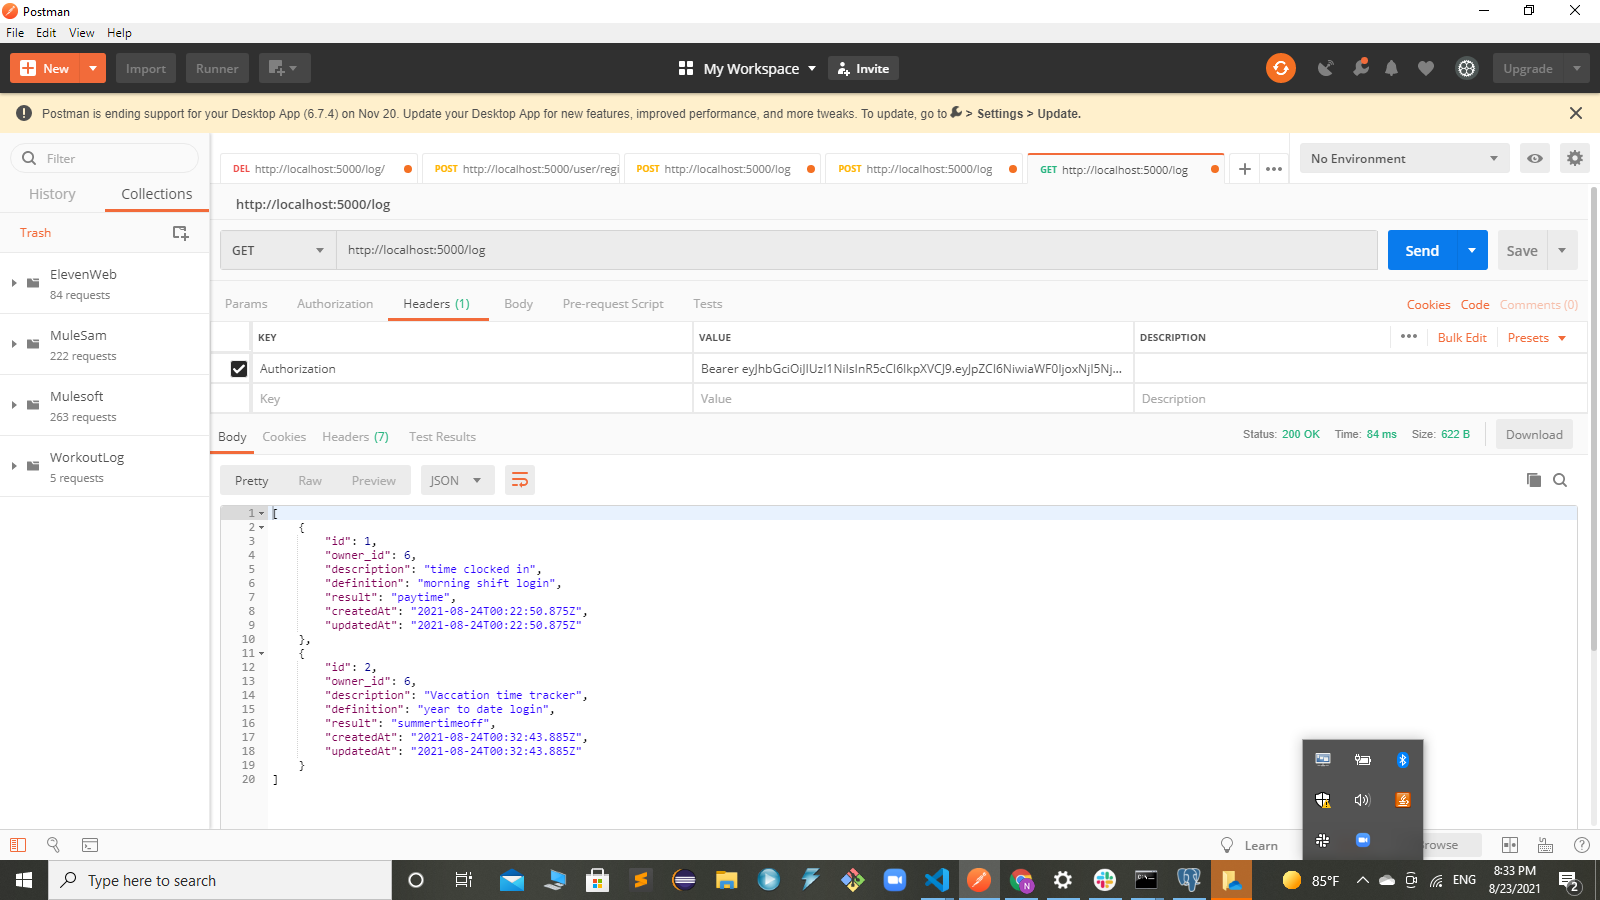 Postman
File Edit View Help
New Import Runner My Workspace Invite Upgrade
Postman is ending support for your Desktop App (6.7.4) on Nov 20. Update your Desktop App for new features, improved performance, and more tweaks. To update, go to > Settings > Update.
Filter
History Collections
Trash
ElevenWeb
84 requests
MuleSam
222 requests
Mulesoft
263 requests
WorkoutLog
5 requests
DEL http://localhost:5000/log/ POST http://localhost:5000/user/regi POST http://localhost:5000/log POST http://localhost:5000/log GET http://localhost:5000/log + ••• No Environment
http://localhost:5000/log
GET http://localhost:5000/log Send Save
Params Authorization Headers (1) Body Pre-request Script Tests Cookies Code Comments (0)
KEY VALUE DESCRIPTION ••• Bulk Edit Presets
Authorization Bearer eyJhbGciOiJIUzI1NiIsInR5cCI6IkpXVCJ9.eyJpZCI6NiwiaWF0IjoxNjI5Nj...
Key Value Description
Body Cookies Headers (7) Test Results Status: 200 OK Time: 84 ms Size: 622 B Download
Pretty Raw Preview JSON
1 [
2 {
3 "id": 1,
4 "owner_id": 6,
5 "description": "time clocked in",
6 "definition": "morning shift login",
7 "result": "paytime",
8 "createdAt": "2021-08-24T00:22:50.875Z",
9 "updatedAt": "2021-08-24T00:22:50.875Z"
10 },
11 {
12 "id": 2,
13 "owner_id": 6,
14 "description": "Vaccation time tracker",
15 "definition": "year to date login",
16 "result": "summertimeoff",
17 "createdAt": "2021-08-24T00:32:43.885Z",
18 "updatedAt": "2021-08-24T00:32:43.885Z"
19 }
20 ]
Learn rowse
Type here to search 85°F ENG 8:33 PM
8/23/2021
2